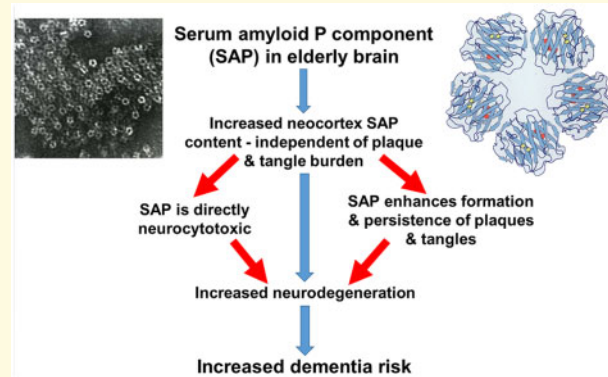 Serum amyloid P component
(SAP) in elderly brain
Increased neocortex SAP
content - independent of plaque
& tangle burden
SAP is directly
neurocytotoxic
SAP enhances formation
& persistence of plaques
& tangles
Increased neurodegeneration
Increased dementia risk